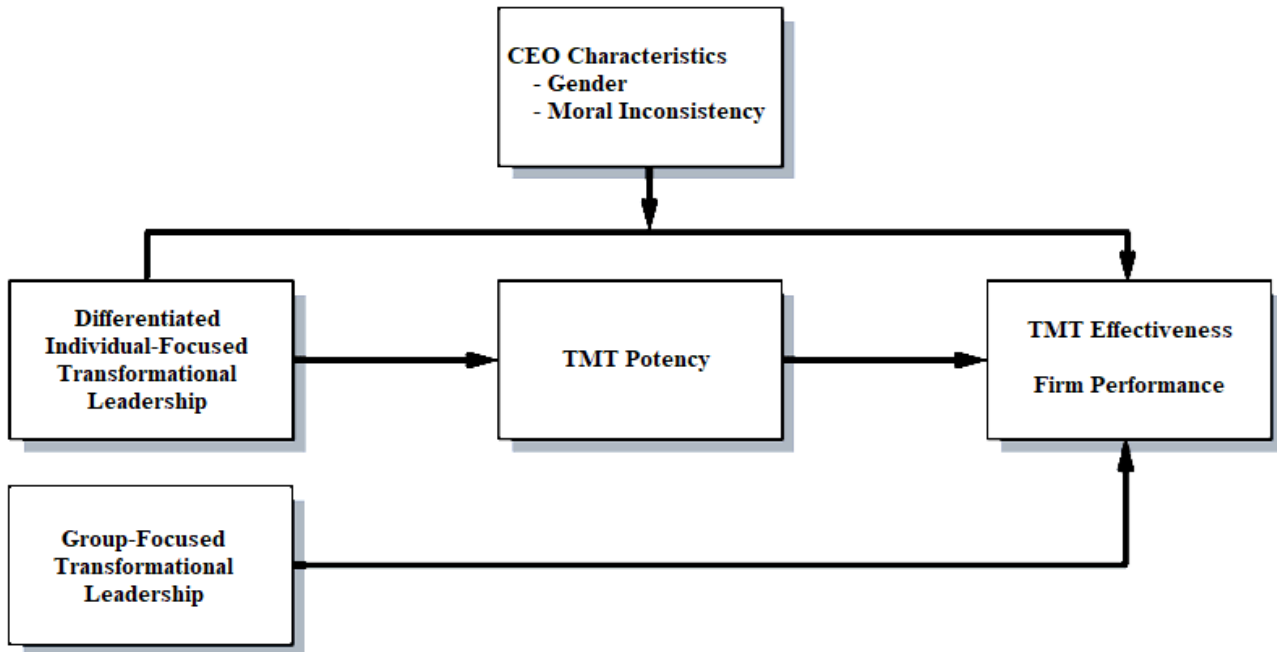 CEO Characteristics
- Gender
- Moral Inconsistency
Differentiated
Individual-Focused
Transformational
Leadership
TMT Potency
TMT Effectiveness
Firm Performance
Group-Focused
Transformational
Leadership